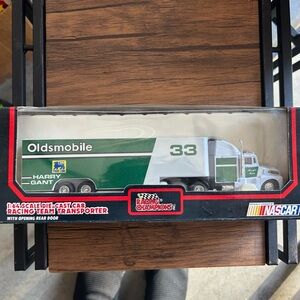 Oldsmobile
33
HARRY
GANT
1:64 SCALE DIE-CAST CAB
RACING TEAM TRANSPORTER
WITH OPENING REAR DOOR
RACING
CHAMPIONS
NASCAR